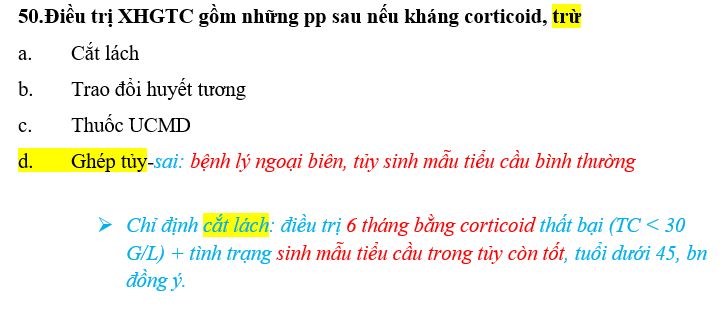 50.Điều trị XHGTC gồm những pp sau nếu kháng corticoid, trừ
a. Cắt lách
b. Trao đổi huyết tương
c. Thuốc UCMD
d. Ghép tủy-sai: bệnh lý ngoại biên, tủy sinh mẫu tiểu cầu bình thường
➢ Chỉ định cắt lách: điều trị 6 tháng bằng corticoid thất bại (TC < 30
G/L) + tình trạng sinh mẫu tiểu cầu trong tủy còn tốt, tuổi dưới 45, bn
đồng ý.